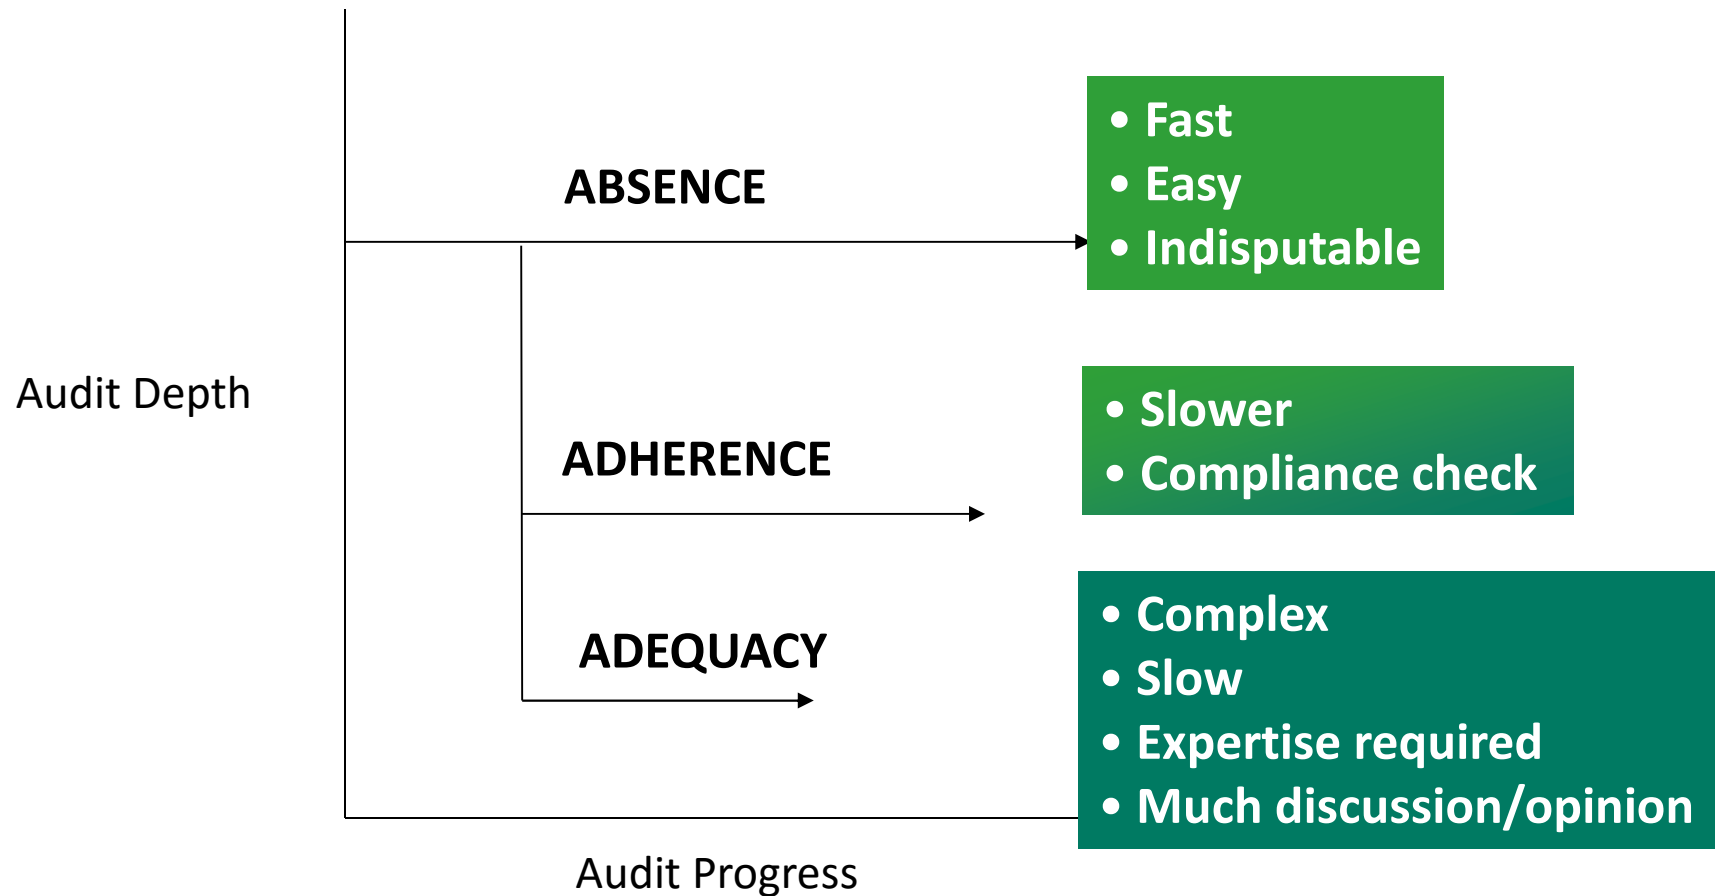 • Fast
• Easy
• Indisputable
ABSENCE
Audit Depth
• Slower
• Compliance check
ADHERENCE
• Complex
• Slow
• Expertise required
• Much discussion/opinion
ADEQUACY
Audit Progress